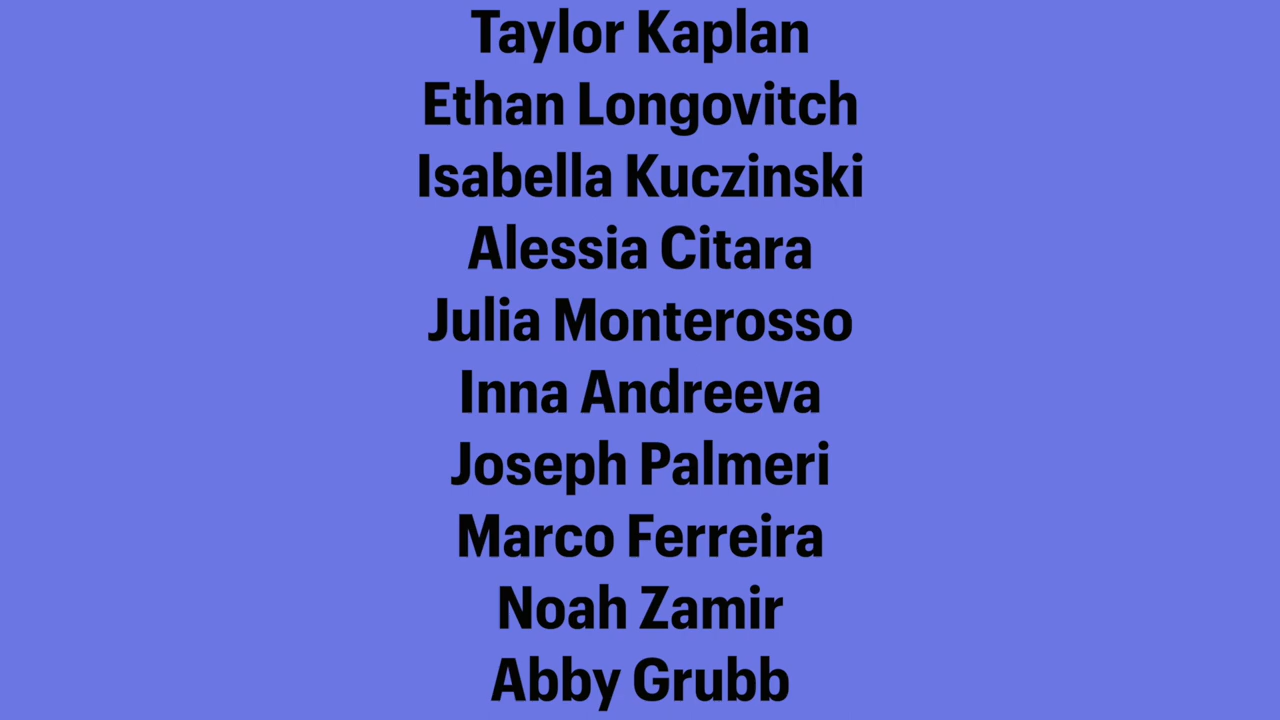 Taylor Kaplan
Ethan Longovitch
Isabella Kuczinski
Alessia Citara
Julia Monterosso
Inna Andreeva
Joseph Palmeri
Marco Ferreira
Noah Zamir
Abby Grubb